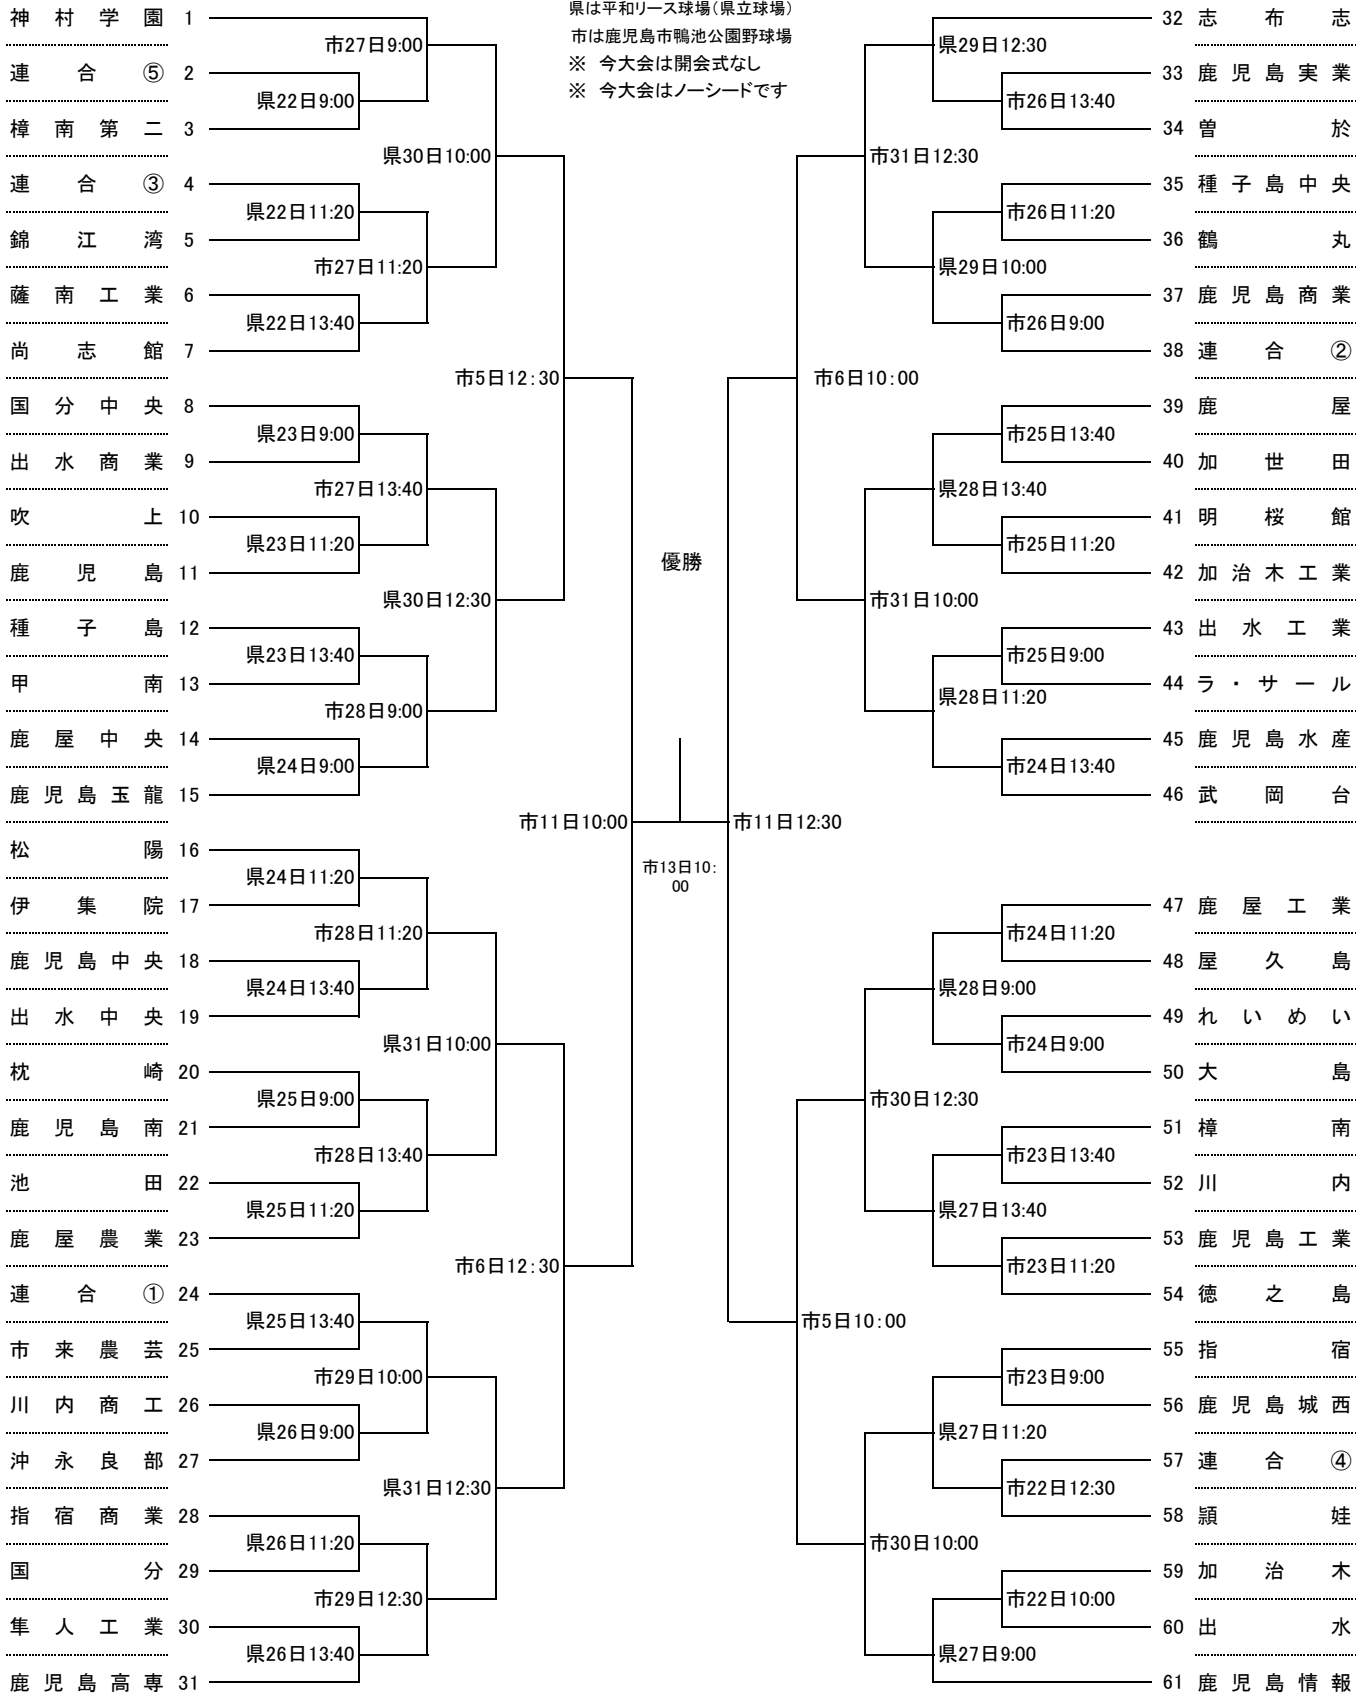 県は平和リース球場（県立球場）
市は鹿児島市鴨池公園野球場
※　今大会は開会式なし
※　今大会はノーシードです
神村学園 1
市27日9:00
連合⑤ 2
県22日9:00
樟南第二 3
県30日10:00
連合③ 4
県22日11:20
錦江湾 5
市27日11:20
薩南工業 6
県22日13:40
尚志館 7
市5日12:30
国分中央 8
県23日9:00
出水商業 9
市27日13:40
吹上 10
県23日11:20
鹿児島 11
県30日12:30
種子島 12
県23日13:40
甲南 13
市28日9:00
鹿屋中央 14
県24日9:00
鹿児島玉龍 15
市11日10:00
松陽 16
県24日11:20
伊集院 17
市28日11:20
鹿児島中央 18
県24日13:40
出水中央 19
県31日10:00
枕崎 20
県25日9:00
鹿児島南 21
市28日13:40
池田 22
県25日11:20
鹿屋農業 23
市6日12:30
連合① 24
県25日13:40
市来農芸 25
市29日10:00
川内商工 26
県26日9:00
沖永良部 27
県31日12:30
指宿商業 28
県26日11:20
国分 29
市29日12:30
隼人工業 30
県26日13:40
鹿児島高専 31
優勝
市13日10:
00
32 志布志
県29日12:30
33 鹿児島実業
市26日13:40
34 曽於
市31日12:30
35 種子島中央
市26日11:20
36 鶴丸
県29日10:00
37 鹿児島商業
市26日9:00
38 連合②
市6日10:00
39 鹿屋
市25日13:40
40 加世田
県28日13:40
41 明桜館
市25日11:20
42 加治木工業
市31日10:00
43 出水工業
市25日9:00
44 ラ・サール
県28日11:20
45 鹿児島水産
市24日13:40
46 武岡台
市11日12:30
47 鹿屋工業
市24日11:20
48 屋久島
県28日9:00
49 れいめい
市24日9:00
50 大島
市30日12:30
51 樟南
市23日13:40
52 川内
県27日13:40
53 鹿児島工業
市23日11:20
54 徳之島
市5日10:00
55 指宿
市23日9:00
56 鹿児島城西
県27日11:20
57 連合④
市22日12:30
58 頴娃
市30日10:00
59 加治木
市22日10:00
60 出水
県27日9:00
61 鹿児島情報